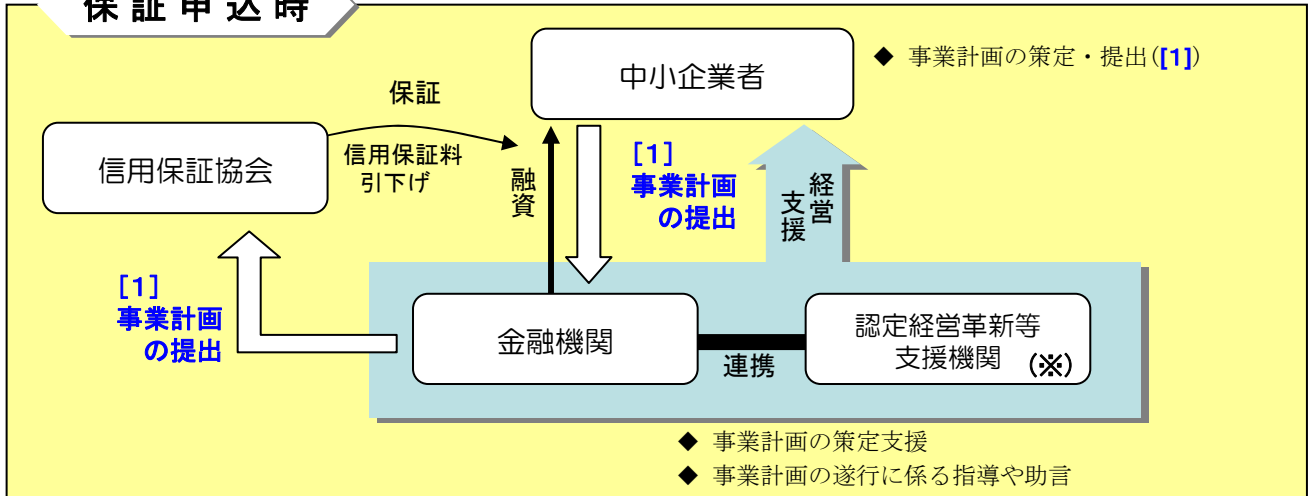 保証申込時
中小企業者
◆ 事業計画の策定・提出([1])
保証
信用保証協会
信用保証料
引下げ
融資
[1]
事業計画
の提出
経営
支援
[1]
事業計画
の提出
金融機関
連携
認定経営革新等
支援機関 (※)
◆ 事業計画の策定支援
◆ 事業計画の遂行に係る指導や助言